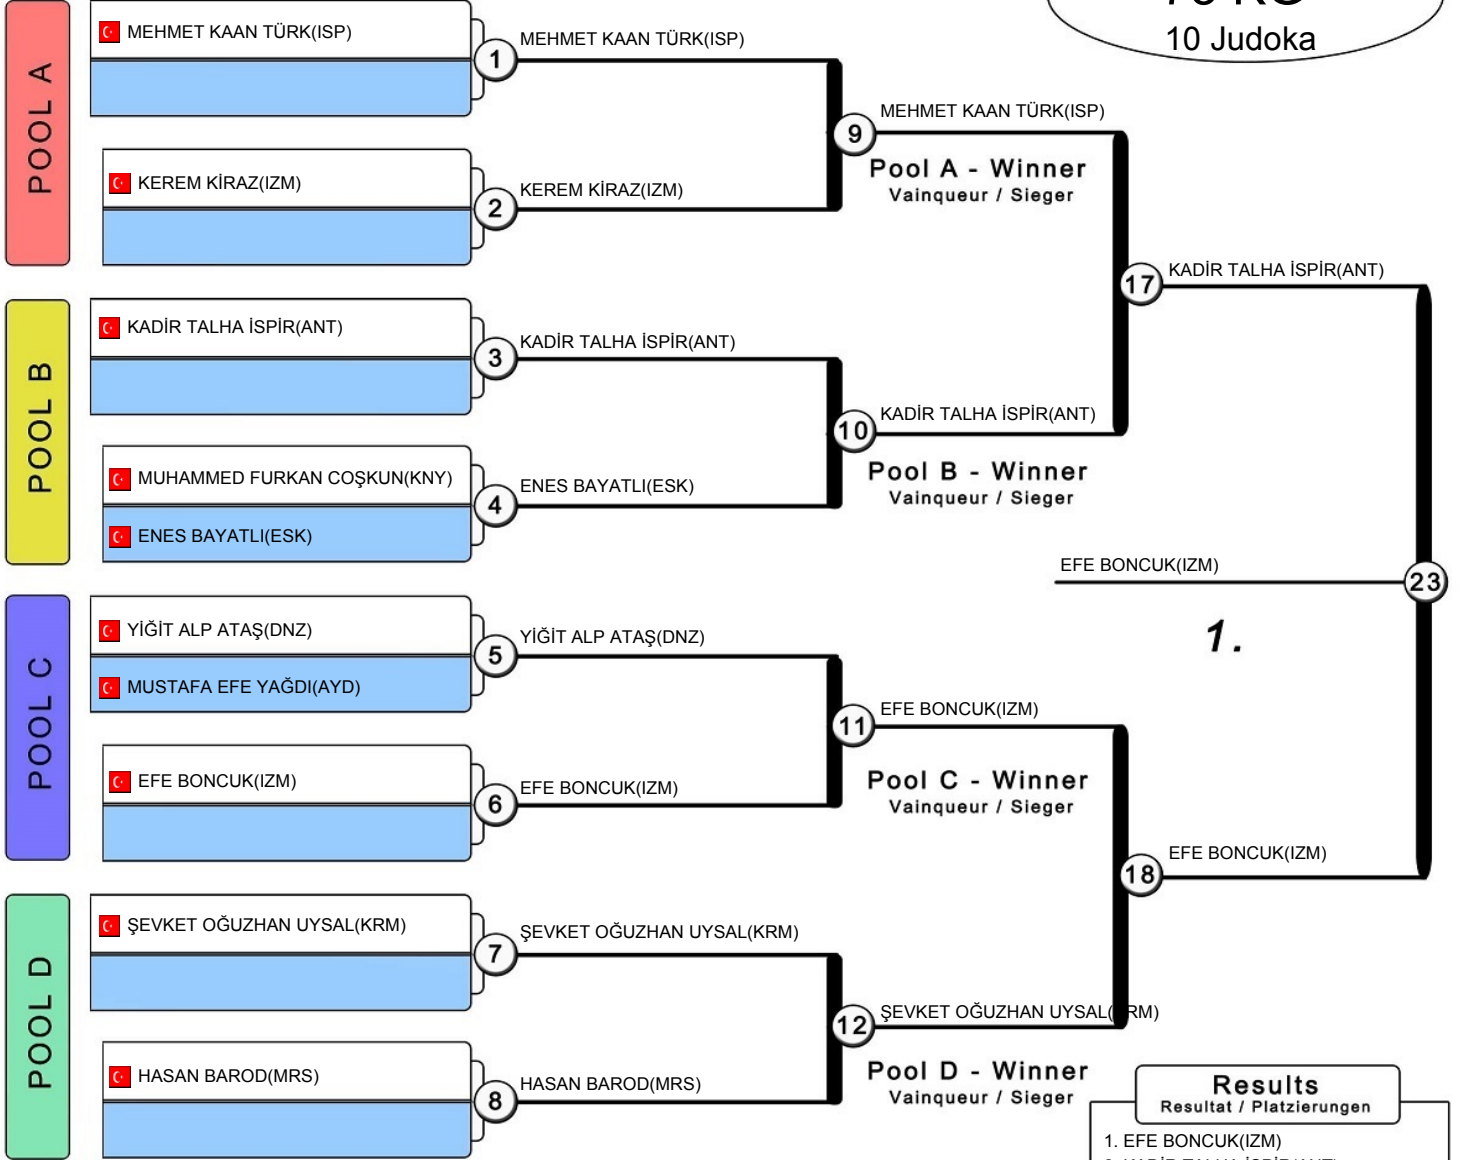 KG
10 Judoka
POOL A
MEHMET KAAN TÜRK(ISP)
1
MEHMET KAAN TÜRK(ISP)
KEREM KİRAZ(IZM)
2
KEREM KİRAZ(IZM)
9
MEHMET KAAN TÜRK(ISP)
Pool A - Winner
Vainqueur / Sieger
POOL B
KADİR TALHA İSPİR(ANT)
3
KADİR TALHA İSPİR(ANT)
MUHAMMED FURKAN COŞKUN(KNY)
ENES BAYATLI(ESK)
4
ENES BAYATLI(ESK)
10
KADİR TALHA İSPİR(ANT)
Pool B - Winner
Vainqueur / Sieger
17
KADİR TALHA İSPİR(ANT)
POOL C
YİĞİT ALP ATAŞ(DNZ)
MUSTAFA EFE YAĞDI(AYD)
5
YİĞİT ALP ATAŞ(DNZ)
EFE BONCUK(IZM)
6
EFE BONCUK(IZM)
11
EFE BONCUK(IZM)
Pool C - Winner
Vainqueur / Sieger
POOL D
ŞEVKET OĞUZHAN UYSAL(KRM)
7
ŞEVKET OĞUZHAN UYSAL(KRM)
HASAN BAROD(MRS)
8
HASAN BAROD(MRS)
12
ŞEVKET OĞUZHAN UYSAL(KRM)
Pool D - Winner
Vainqueur / Sieger
18
EFE BONCUK(IZM)
EFE BONCUK(IZM)
23
1.
Results
Resultat / Platzierungen
1. EFE BONCUK(IZM)
2. KADİR TALHA İSPİR(ANT)